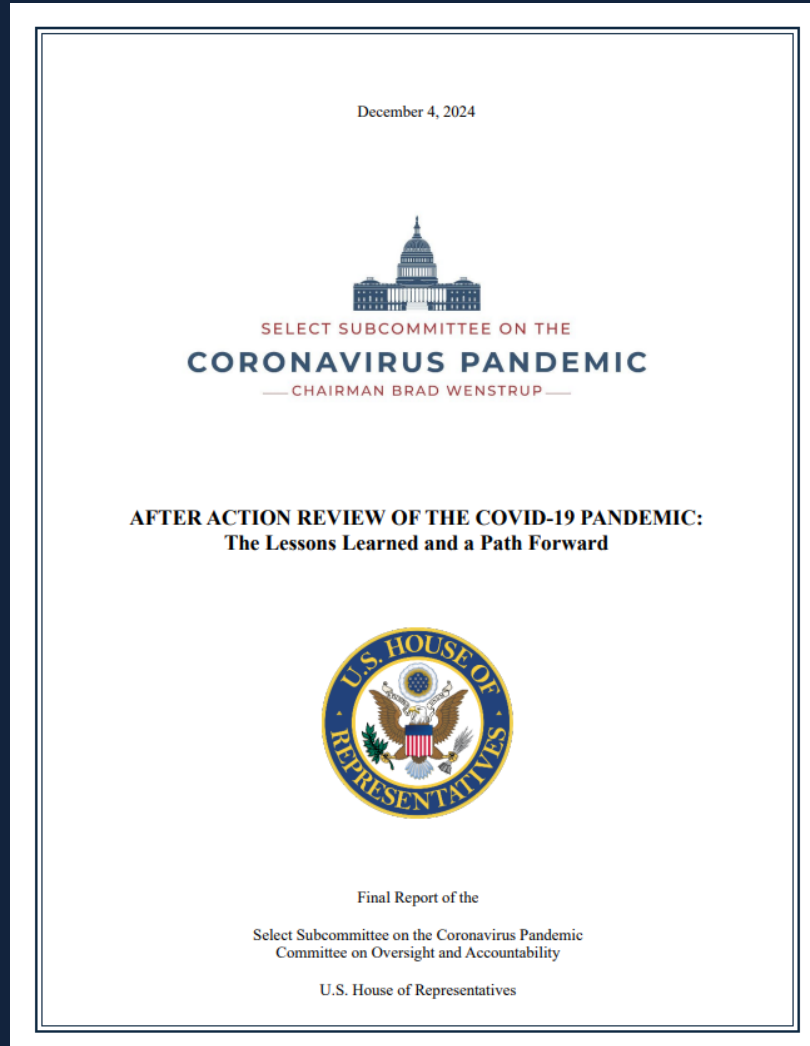 December 4, 2024
SELECT SUBCOMMITTEE ON THE
CORONAVIRUS PANDEMIC
CHAIRMAN BRAD WENSTRUP
AFTER ACTION REVIEW OF THE COVID-19 PANDEMIC:
The Lessons Learned and a Path Forward
U.S. HOUSE OF
REPRESENTATIVES
Final Report of the
Select Subcommittee on the Coronavirus Pandemic
Committee on Oversight and Accountability
U.S. House of Representatives